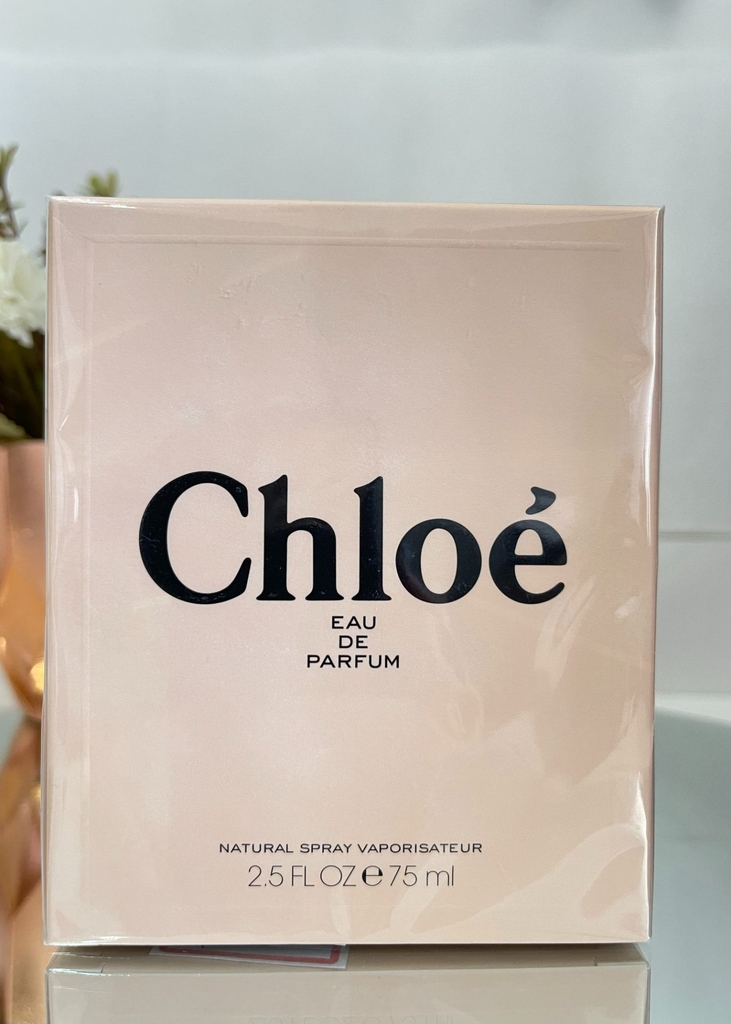 Chloé
EAU
DE
PARFUM
NATURAL SPRAY VAPORISATEUR
2.5 FL OZ ℮ 75 ml